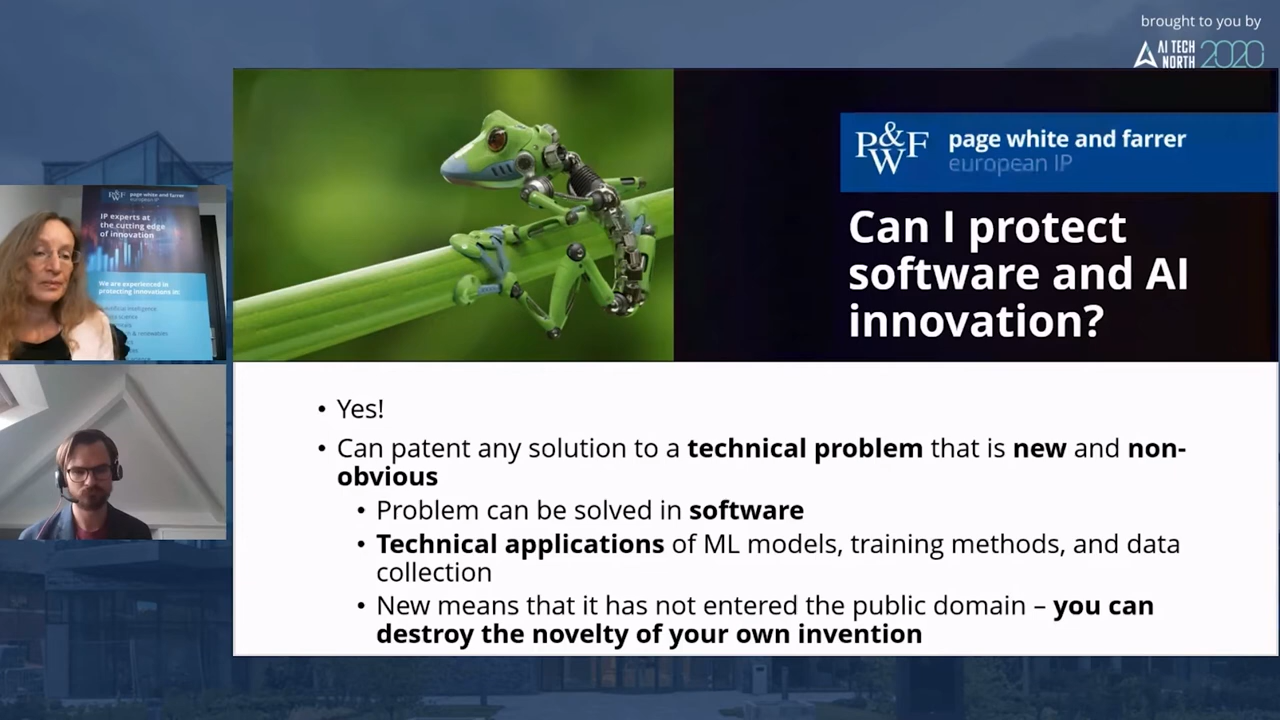 brought to you by
AI TECH
NORTH 2020
P&WF page white and farrer
european IP
Can I protect
software and AI
innovation?
P&WF page white and farrer
european IP
IP experts at
the cutting edge
of innovation
We are experienced in
protecting innovations in:
• Yes!
• Can patent any solution to a technical problem that is new and non-
obvious
• Problem can be solved in software
• Technical applications of ML models, training methods, and data
collection
• New means that it has not entered the public domain – you can
destroy the novelty of your own invention